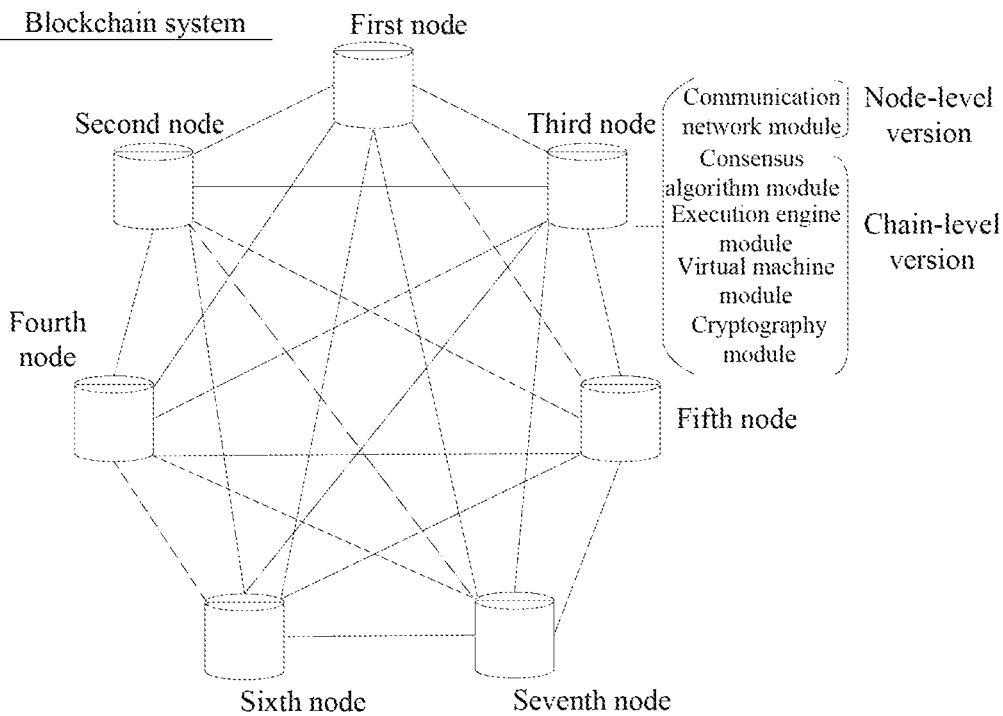 Blockchain system
First node
Second node
Third node
Communication
network module
Node-level
version
Consensus
algorithm module
Execution engine
module
Virtual machine
module
Cryptography
module
Chain-level
version
Fourth
node
Fifth node
Sixth node
Seventh node